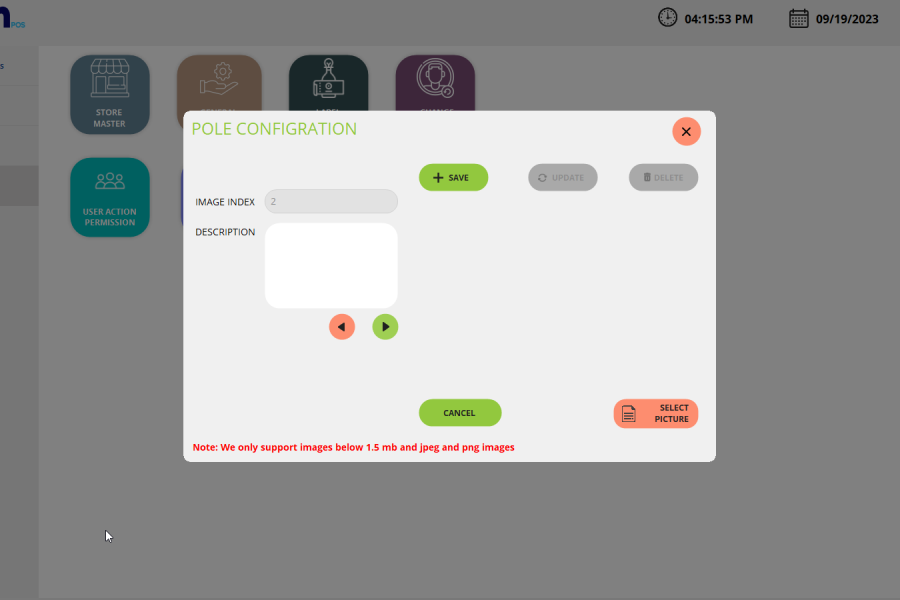 POS
04:15:53 PM
09/19/2023
s
STORE
MASTER
POLE CONFIGRATION
SAVE
UPDATE
DELETE
IMAGE INDEX
2
DESCRIPTION
USER ACTION
PERMISSION
CANCEL
SELECT
PICTURE
Note: We only support images below 1.5 mb and jpeg and png images